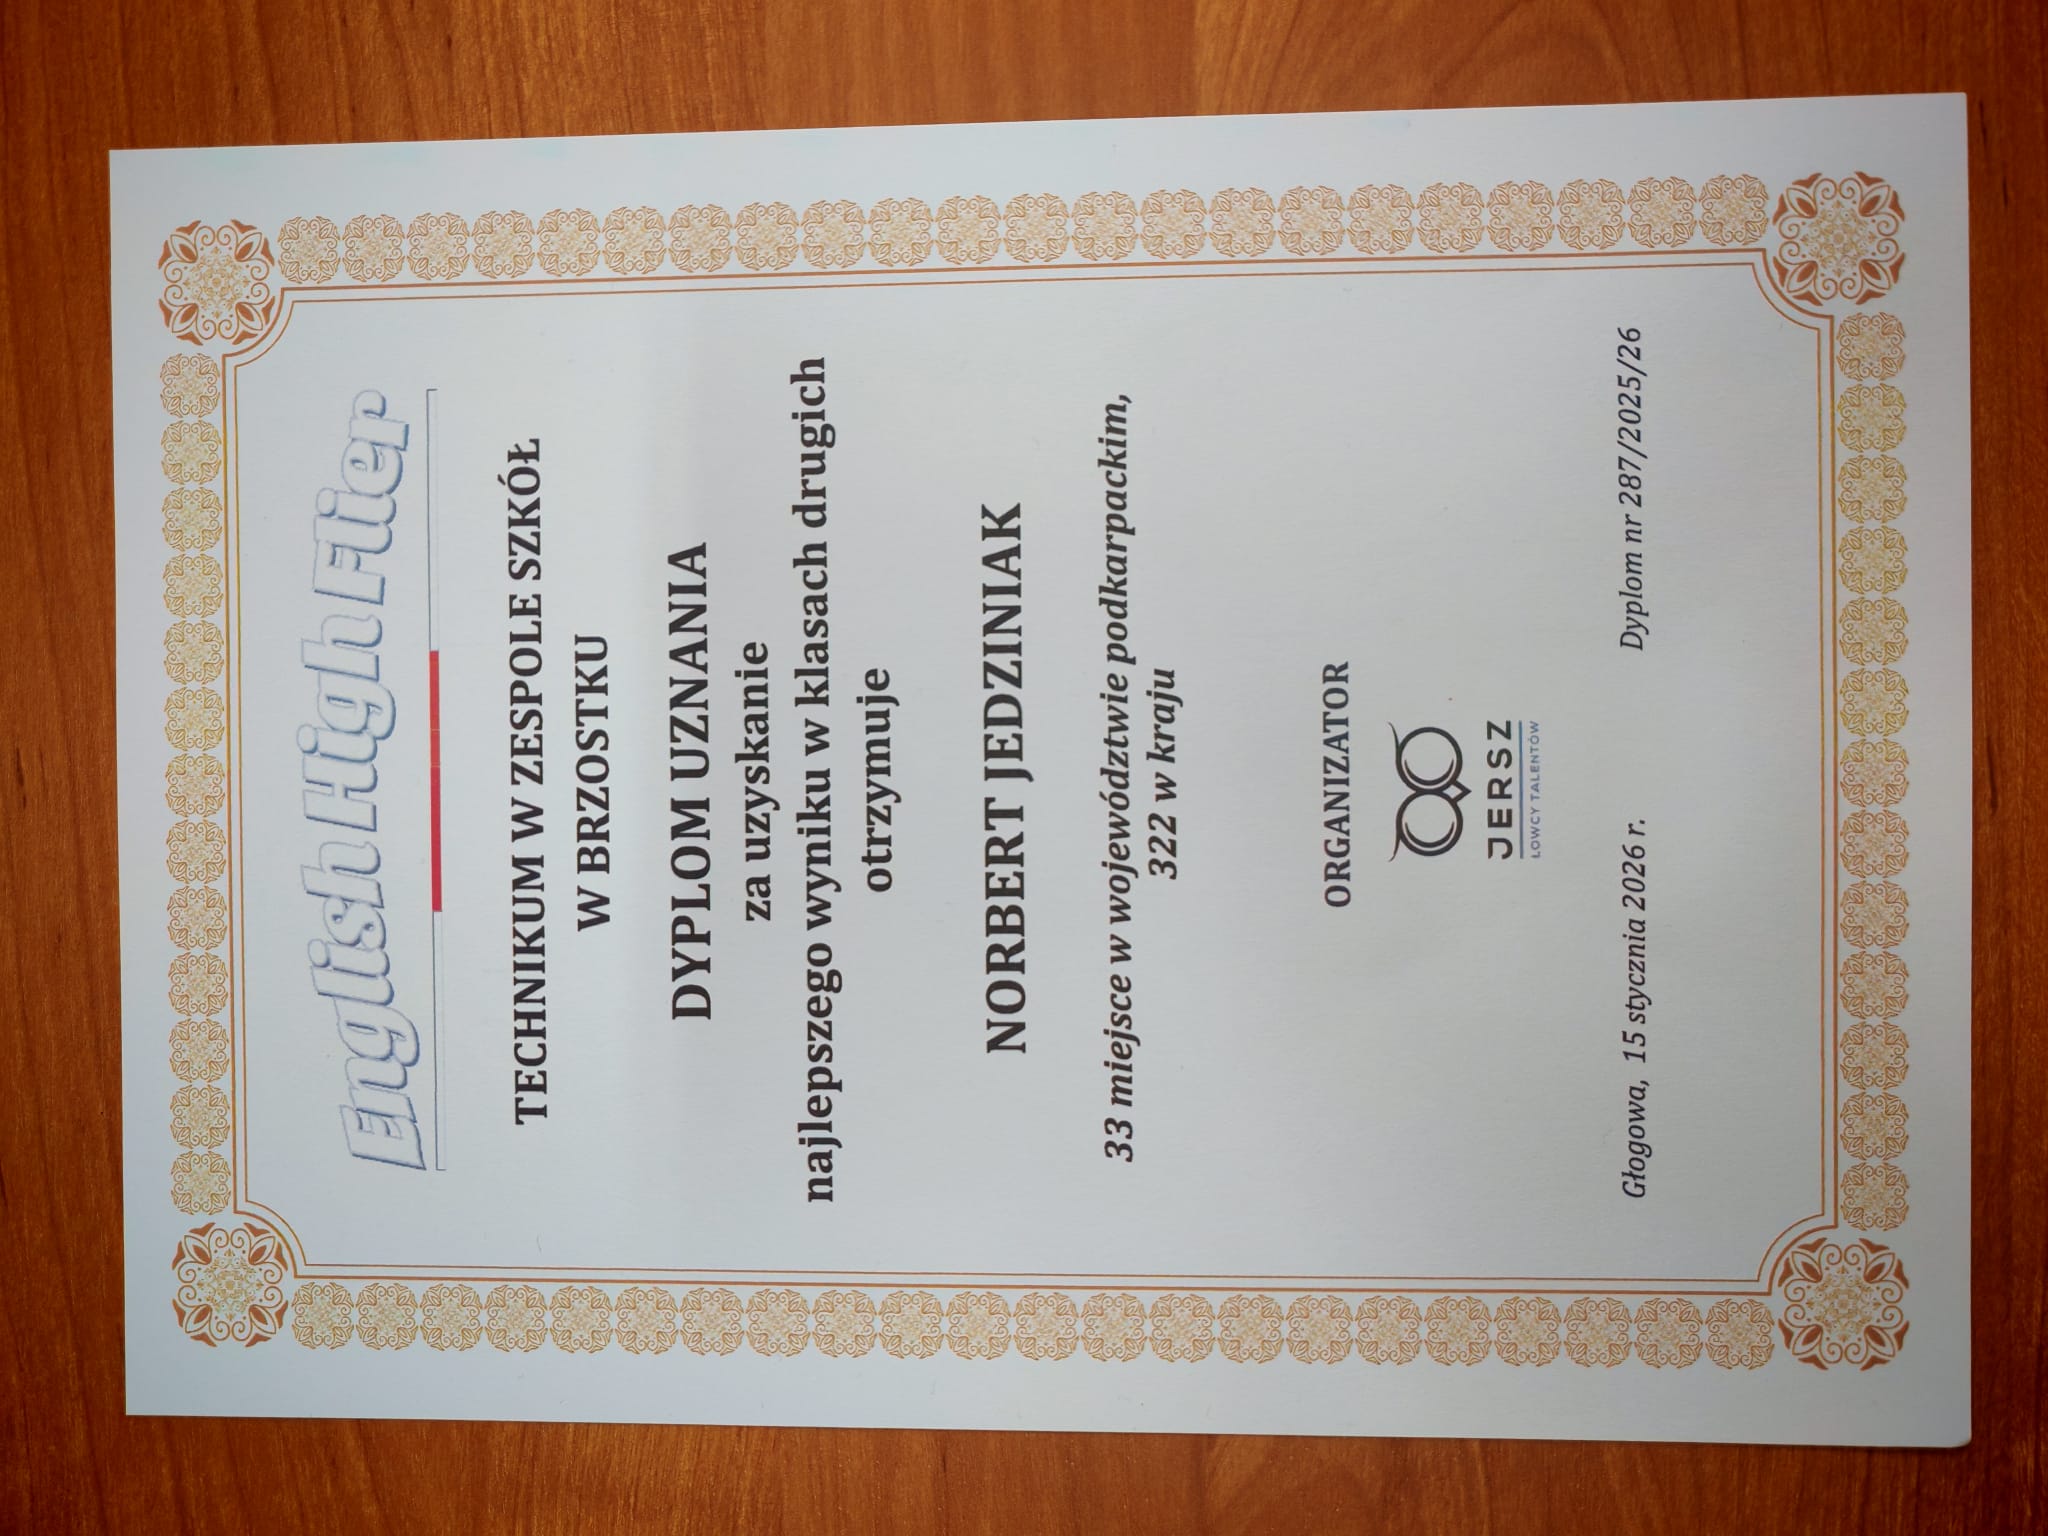 English High Flier
TECHNIKUM W ZESPOLE SZKÓŁ
W BRZOSTKU
DYPLOM UZNANIA
za uzyskanie
najlepszego wyniku w klasach drugich
otrzymuje
NORBERT JEDZINIAK
33 miejsce w województwie podkarpackim,
322 w kraju
ORGANIZATOR
JERSZ
ŁOWCY TALENTÓW
Głogowa, 15 stycznia 2026 r.
Dyplom nr 287/2025/26